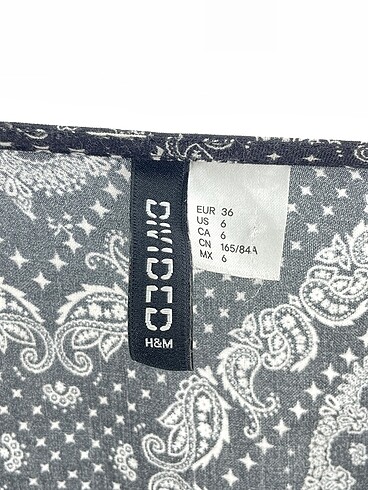 DIVIDED
H&M
EUR 36
US 6
CA 6
CN 165/84A
MX 6